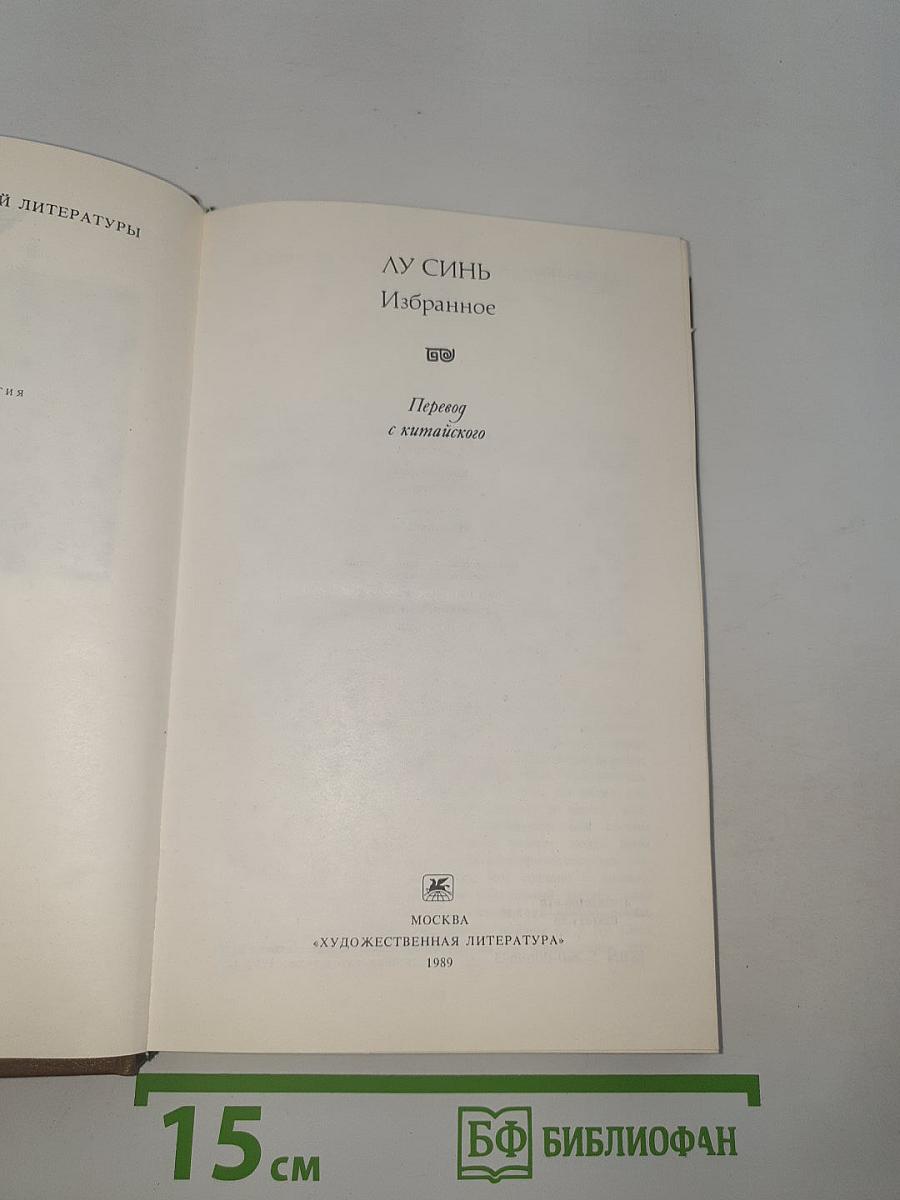 Й ЛИТЕРАТУРЫ
ЛУ СИНЬ
Избранное
Перевод
с китайского
МОСКВА
«ХУДОЖЕСТВЕННАЯ ЛИТЕРАТУРА»
1989
15 см
БФ БИБЛИОФАН